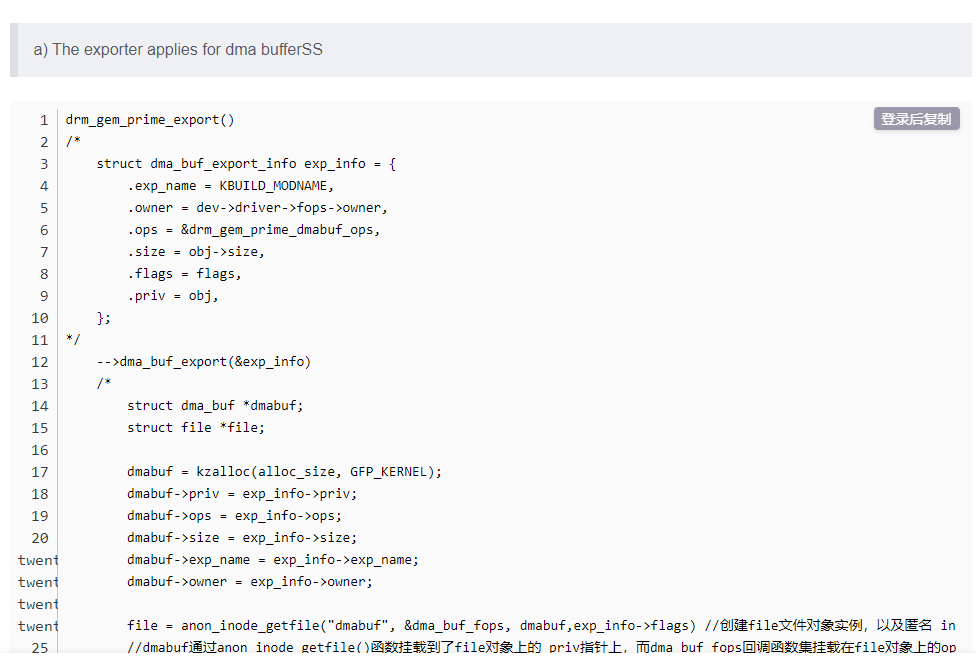 a) The exporter applies for dma bufferSS
登录后复制
1 drm_gem_prime_export()
2 /*
3 struct dma_buf_export_info exp_info = {
4 .exp_name = KBUILD_MODNAME,
5 .owner = dev->driver->fops->owner,
6 .ops = &drm_gem_prime_dmabuf_ops,
7 .size = obj->size,
8 .flags = flags,
9 .priv = obj,
10 };
11 */
12 -->dma_buf_export(&exp_info)
13 /*
14 struct dma_buf *dmabuf;
15 struct file *file;
16
17 dmabuf = kzalloc(alloc_size, GFP_KERNEL);
18 dmabuf->priv = exp_info->priv;
19 dmabuf->ops = exp_info->ops;
20 dmabuf->size = exp_info->size;
twent dmabuf->exp_name = exp_info->exp_name;
twent dmabuf->owner = exp_info->owner;
twent
twent file = anon_inode_getfile("dmabuf", &dma_buf_fops, dmabuf,exp_info->flags) //创建file文件对象实例，以及匿名 in
25 //dmabuf通过anon_inode_getfile()函数挂载到了file对象上的 priv指针上，而dma_buf_fops回调函数集挂载在file对象上的op